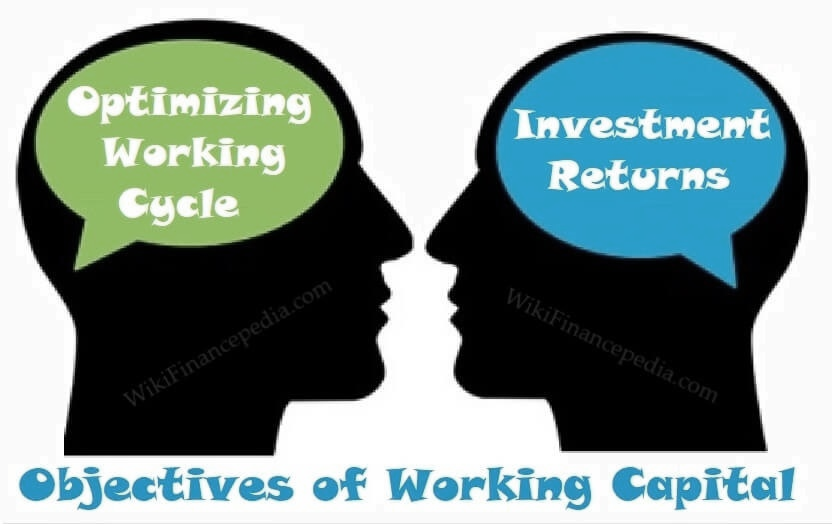 Optimizing
Working
Cycle
Investment
Returns
WikiFinancepedia.com
WikiFinancepedia.com
Objectives of Working Capital